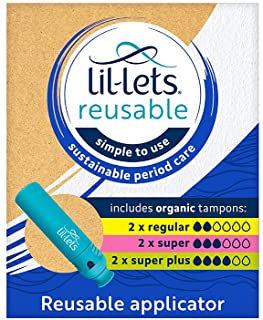 lil-lets®
reusable
simple to use
sustainable period care
includes organic tampons:
2 x regular
2 x super
2 x super plus
lil-lets
Reusable applicator